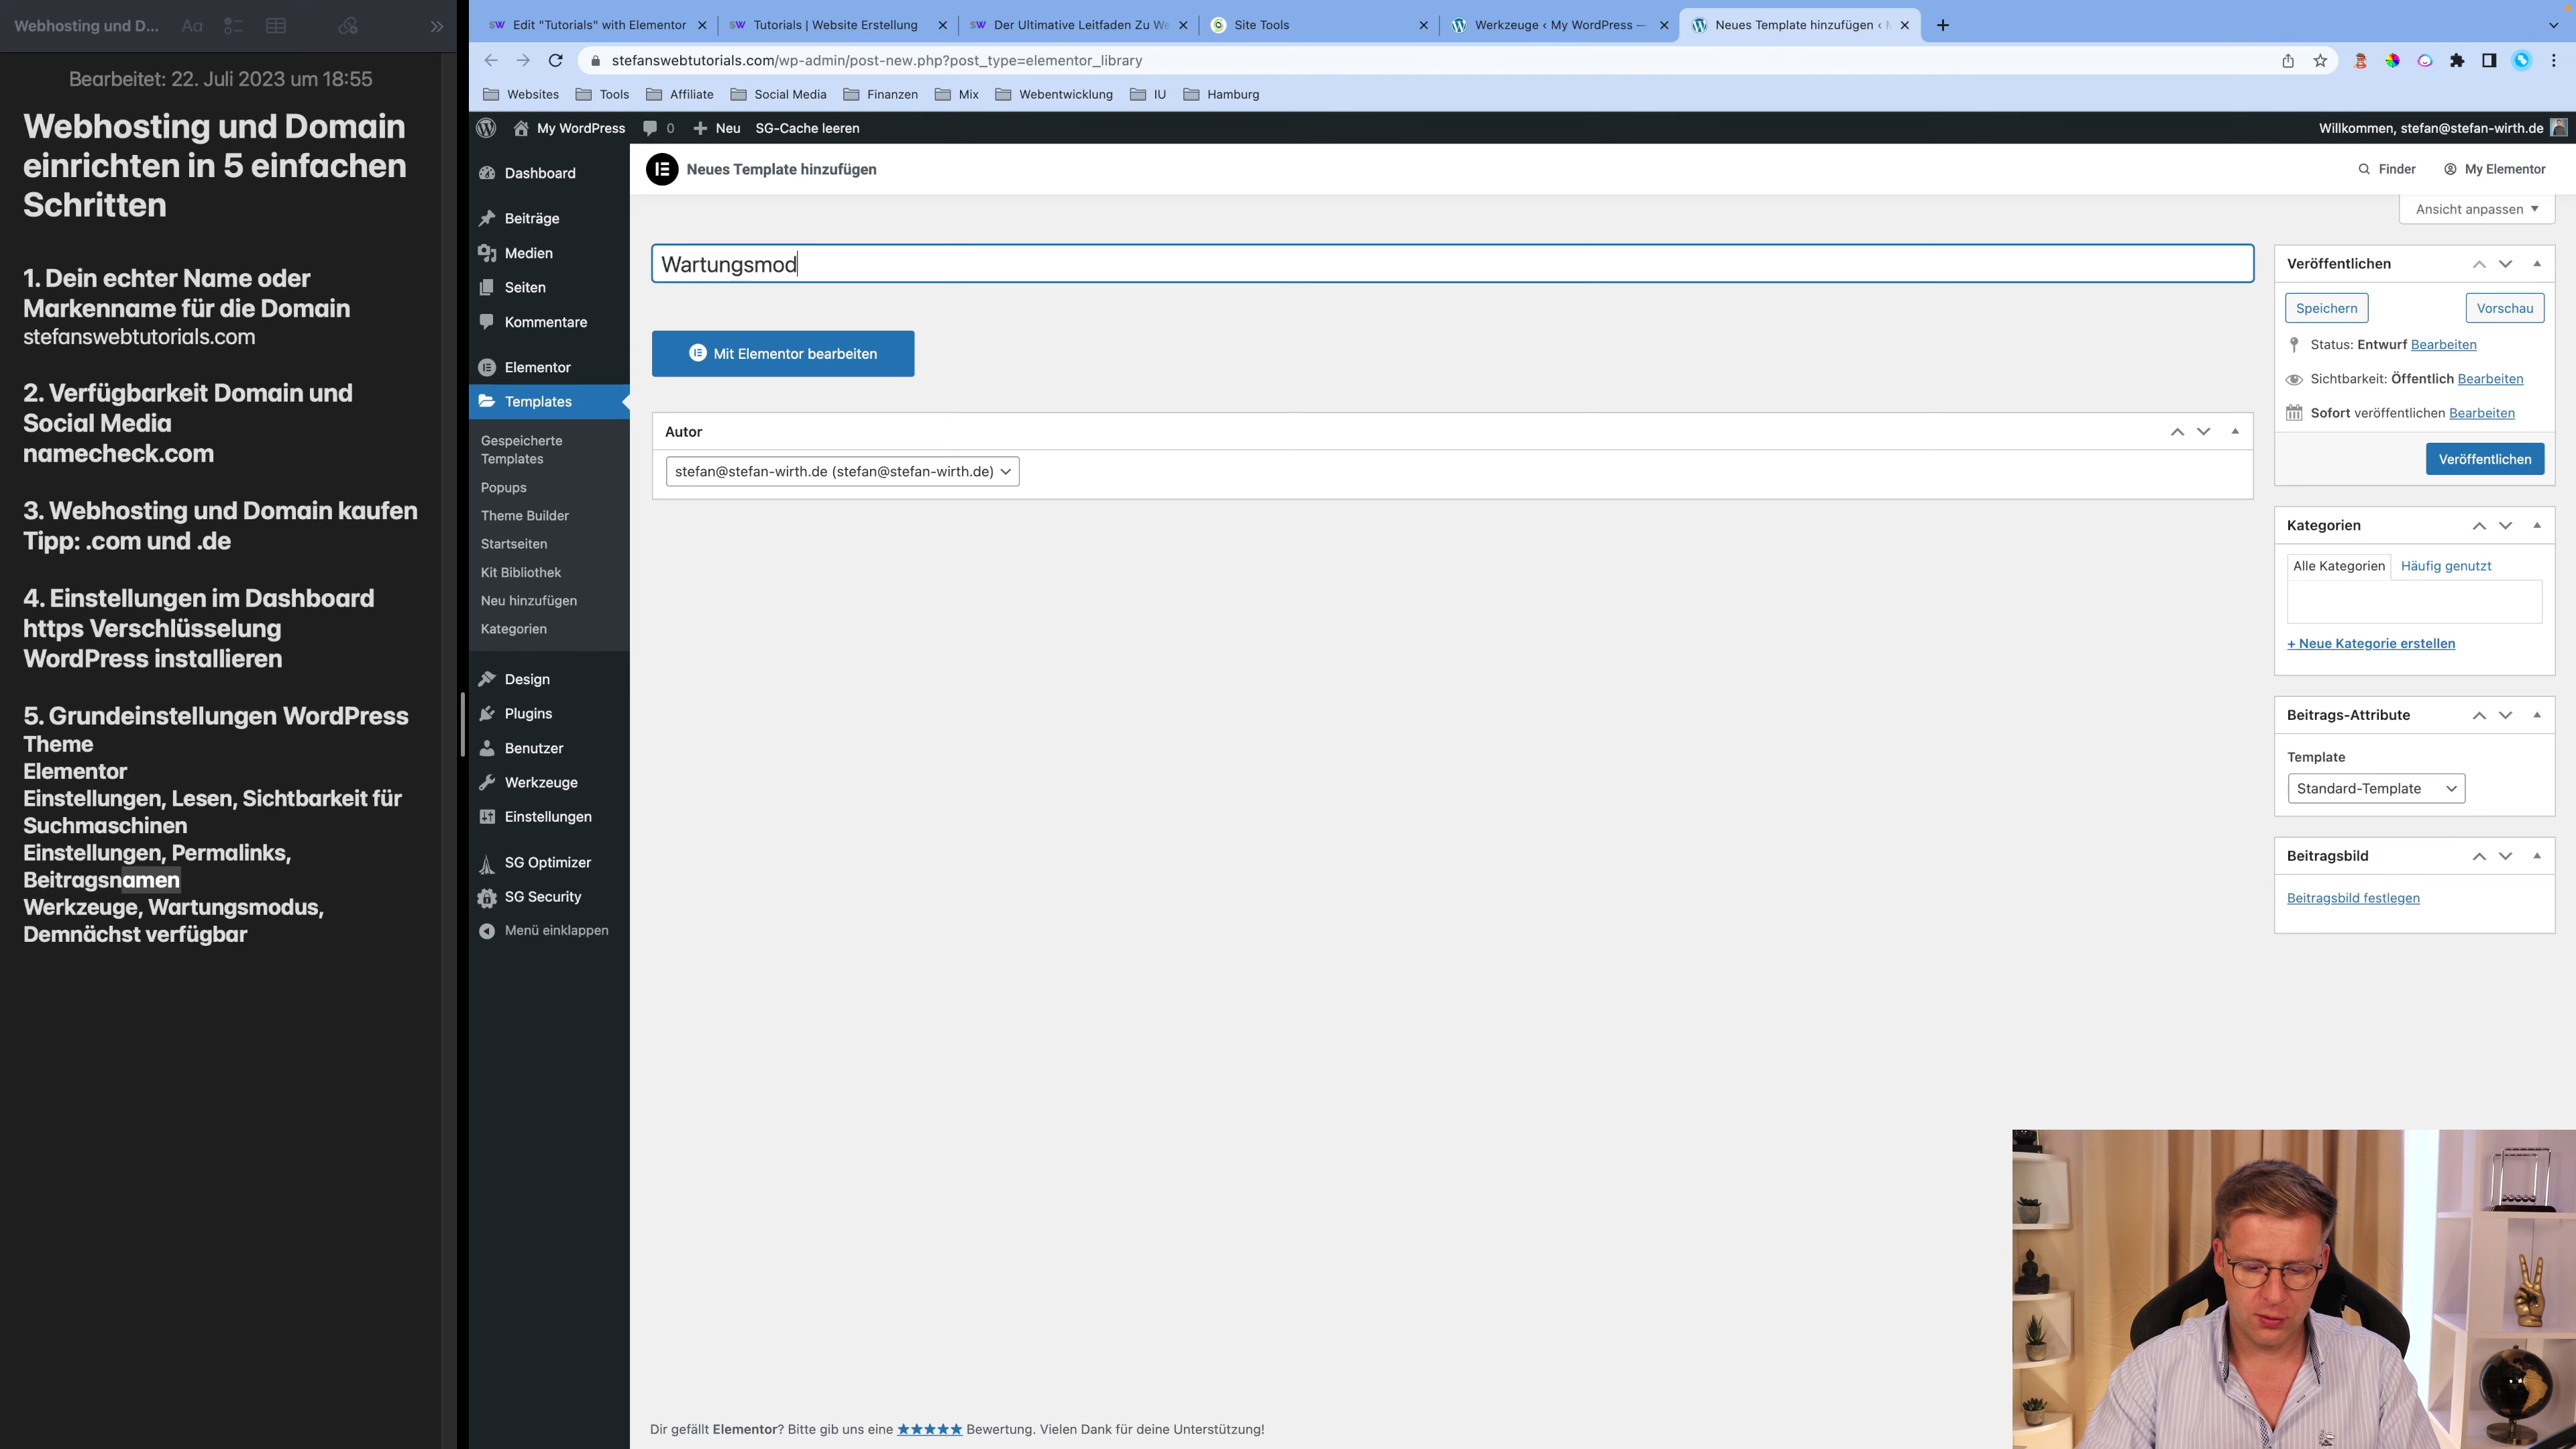 Webhosting und D...
Aa
Bearbeitet: 22. Juli 2023 um 18:55
Webhosting und Domain
einrichten in 5 einfachen
Schritten
1. Dein echter Name oder
Markenname für die Domain
stefanswebtutorials.com
2. Verfügbarkeit Domain und
Social Media
namecheck.com
3. Webhosting und Domain kaufen
Tipp: .com und .de
4. Einstellungen im Dashboard
https Verschlüsselung
WordPress installieren
5. Grundeinstellungen WordPress
Theme
Elementor
Einstellungen, Lesen, Sichtbarkeit für
Suchmaschinen
Einstellungen, Permalinks,
Beitragsnamen
Werkzeuge, Wartungsmodus,
Demnächst verfügbar
Edit "Tutorials" with Elementor
Tutorials | Website Erstellung
Der Ultimative Leitfaden Zu We
Site Tools
Werkzeuge ‹ My WordPress —
Neues Template hinzufügen ‹
stefanswebtutorials.com/wp-admin/post-new.php?post_type=elementor_library
Websites
Tools
Affiliate
Social Media
Finanzen
Mix
Webentwicklung
IU
Hamburg
My WordPress
0
Neu
SG-Cache leeren
Willkommen, stefan@stefan-wirth.de
Dashboard
Beiträge
Medien
Seiten
Kommentare
Elementor
Templates
Gespeicherte
Templates
Popups
Theme Builder
Startseiten
Kit Bibliothek
Neu hinzufügen
Kategorien
Design
Plugins
Benutzer
Werkzeuge
Einstellungen
SG Optimizer
SG Security
Menü einklappen
Neues Template hinzufügen
Finder
My Elementor
Ansicht anpassen
Wartungsmod
Mit Elementor bearbeiten
Autor
stefan@stefan-wirth.de (stefan@stefan-wirth.de)
Veröffentlichen
Speichern
Vorschau
Status: Entwurf Bearbeiten
Sichtbarkeit: Öffentlich Bearbeiten
Sofort veröffentlichen Bearbeiten
Veröffentlichen
Kategorien
Alle Kategorien
Häufig genutzt
+ Neue Kategorie erstellen
Beitrags-Attribute
Template
Standard-Template
Beitragsbild
Beitragsbild festlegen
Dir gefällt Elementor? Bitte gib uns eine ★★★★★ Bewertung. Vielen Dank für deine Unterstützung!